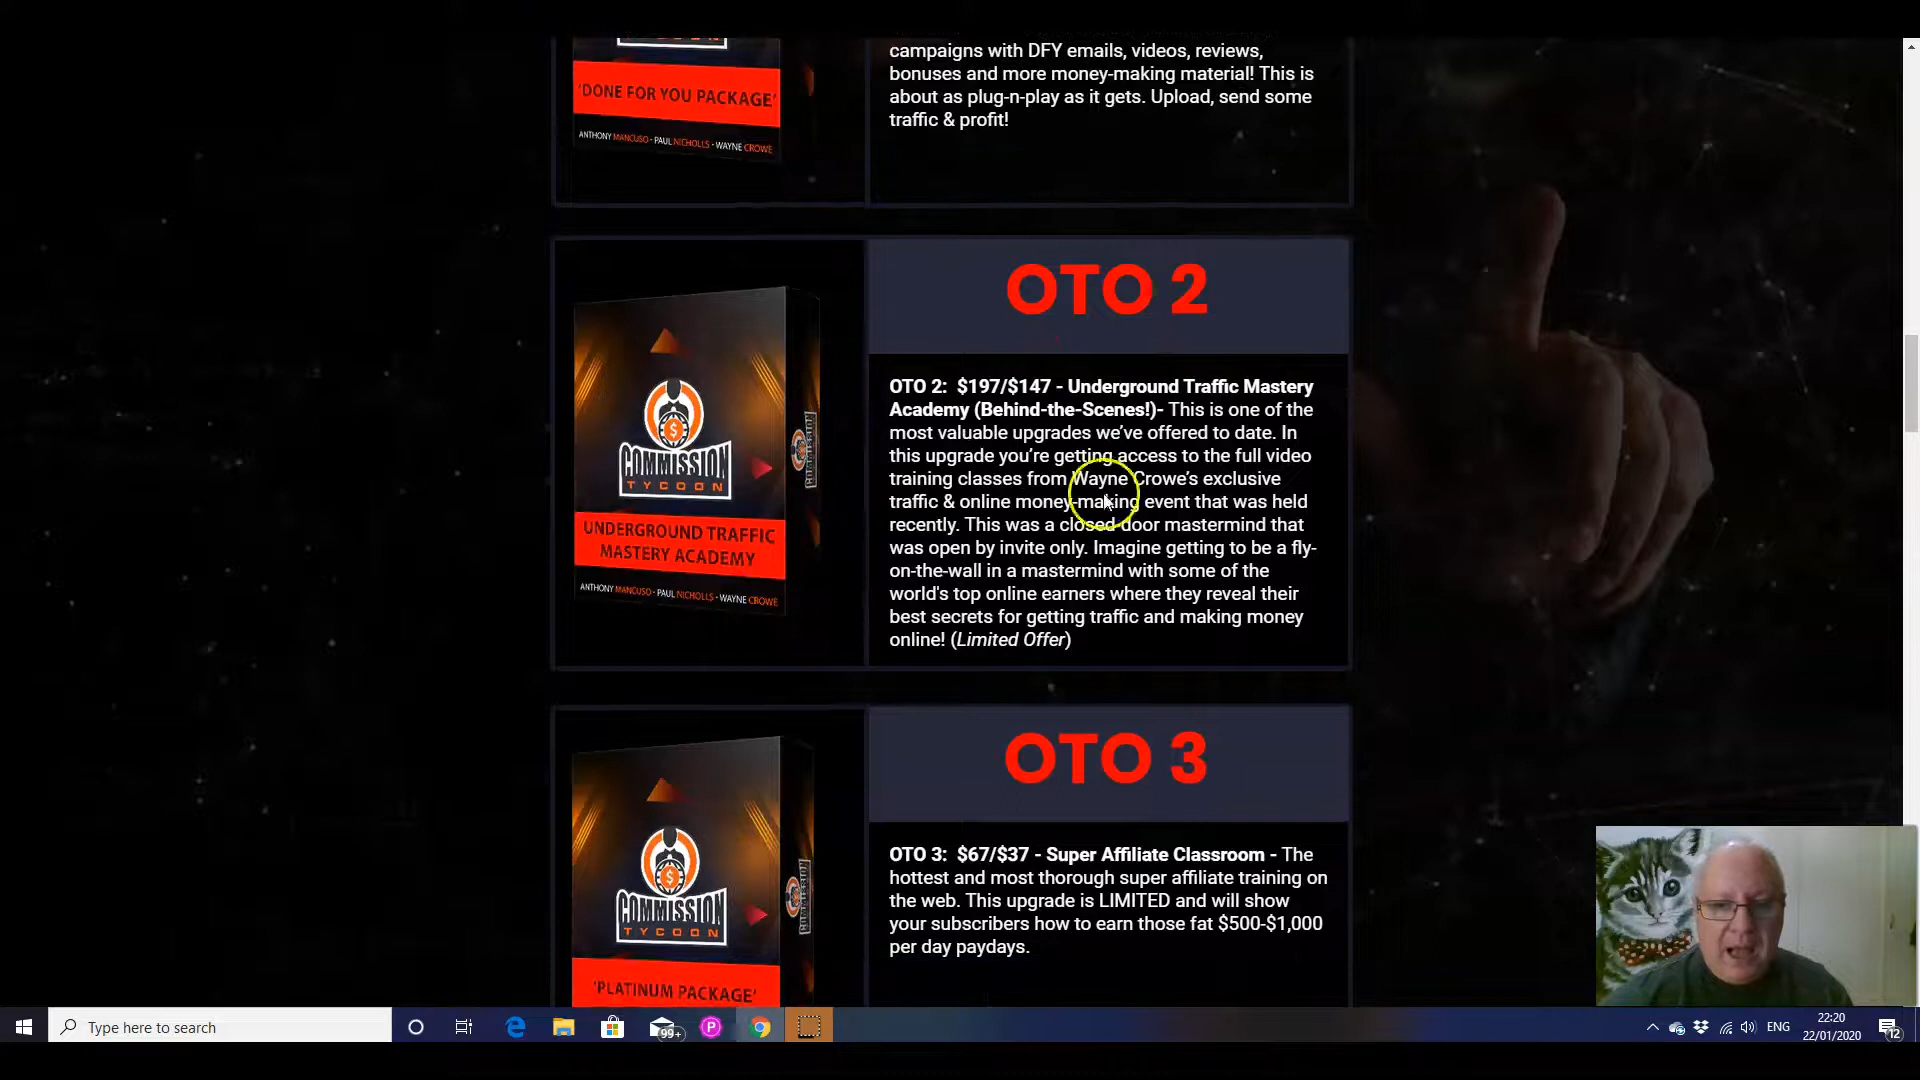 campaigns with DFY emails, videos, reviews,
bonuses and more money-making material! This is
about as plug-n-play as it gets. Upload, send some
traffic & profit!
'DONE FOR YOU PACKAGE'
ANTHONY MANCUSO - PAUL NICHOLLS - WAYNE CROWE
OTO 2
COMMISSION
TYCOON
UNDERGROUND TRAFFIC
MASTERY ACADEMY
ANTHONY MANCUSO - PAUL NICHOLLS - WAYNE CROWE
OTO 2: $197/$147 - Underground Traffic Mastery
Academy (Behind-the-Scenes!)- This is one of the
most valuable upgrades we've offered to date. In
this upgrade you're getting access to the full video
training classes from Wayne Crowe's exclusive
traffic & online money-making event that was held
recently. This was a closed-door mastermind that
was open by invite only. Imagine getting to be a fly-
on-the-wall in a mastermind with some of the
world's top online earners where they reveal their
best secrets for getting traffic and making money
online! (Limited Offer)
OTO 3
COMMISSION
TYCOON
'PLATINUM PACKAGE'
OTO 3: $67/$37 - Super Affiliate Classroom - The
hottest and most thorough super affiliate training on
the web. This upgrade is LIMITED and will show
your subscribers how to earn those fat $500-$1,000
per day paydays.
Type here to search
99+
P
ENG
22:20
22/01/2020
12